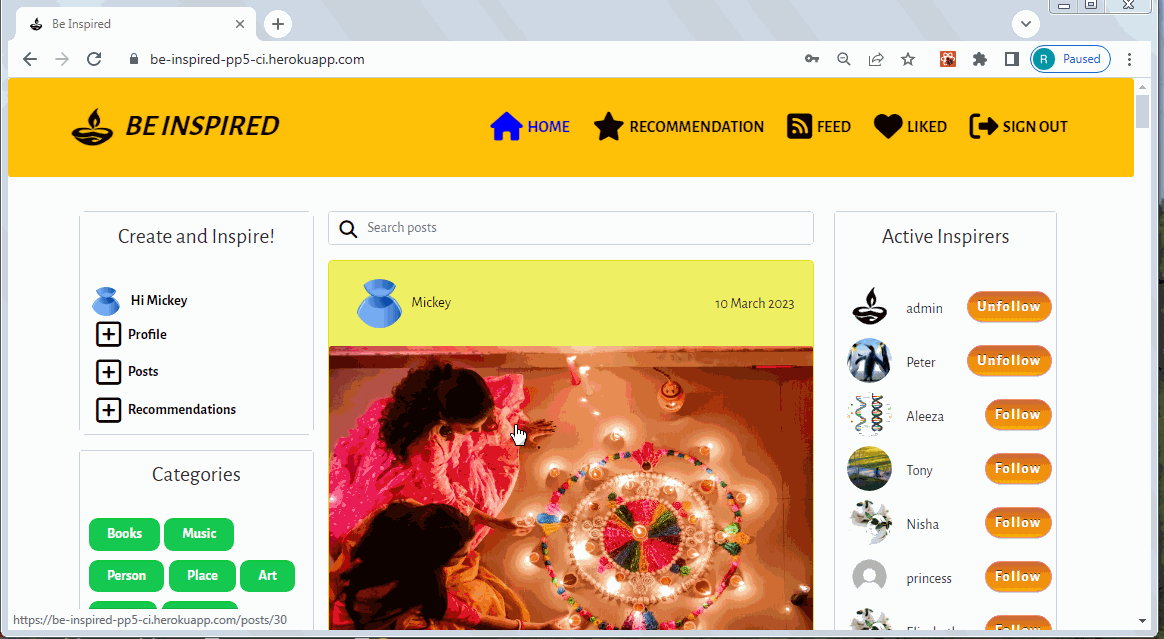 Be Inspired
be-inspired-pp5-ci.herokuapp.com
R Paused
BE INSPIRED
HOME
RECOMMENDATION
FEED
LIKED
SIGN OUT
Create and Inspire!
Hi Mickey
Profile
Posts
Recommendations
Categories
Books
Music
Person
Place
Art
Search posts
Mickey
10 March 2023
Active Inspirers
admin Unfollow
Peter Unfollow
Aleeza Follow
Tony Follow
Nisha Follow
princess Follow
Elizabeth Follow
https://be-inspired-pp5-ci.herokuapp.com/posts/30